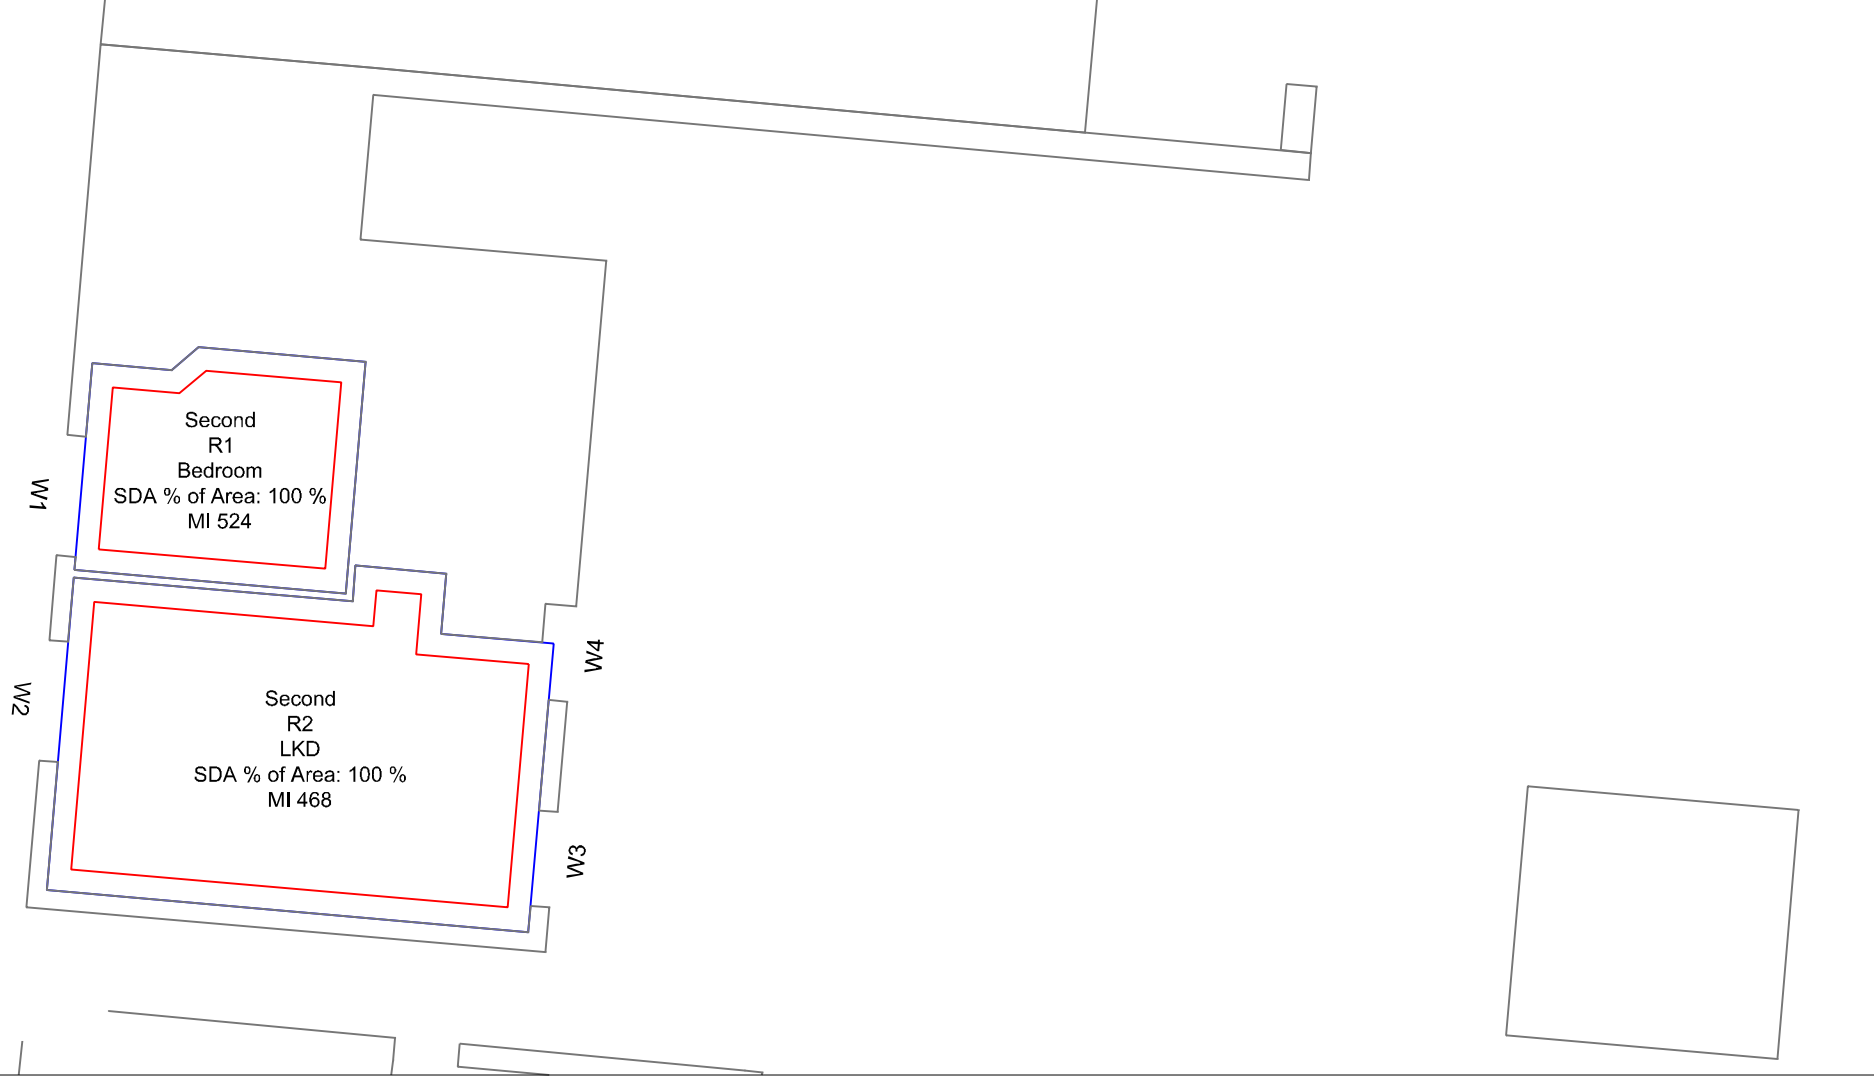 Second
R1
Bedroom
SDA % of Area: 100 %
MI 524
W1
W4
W2
Second
R2
LKD
SDA % of Area: 100 %
MI 468
W3